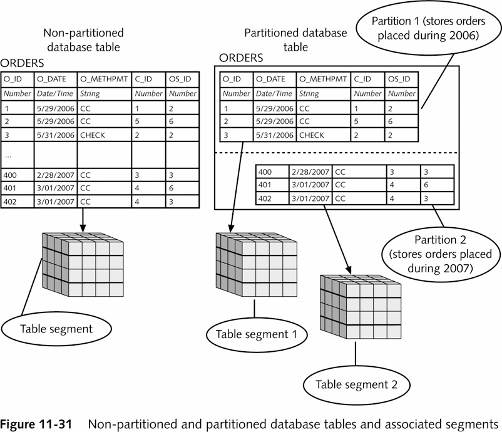 Non-partitioned
database table
ORDERS
O_ID O_DATE O_METHPMT C_ID OS_ID
Number Date/Time String Number Number
1 5/29/2006 CC 1 2
2 5/29/2006 CC 5 6
3 5/31/2006 CHECK 2 2
...
400 2/28/2007 CC 3 3
401 3/01/2007 CC 4 6
402 3/01/2007 CC 4 3
Table segment
Partitioned database
table
ORDERS
O_ID O_DATE O_METHPMT C_ID OS_ID
Number Date/Time String Number Number
1 5/29/2006 CC 1 2
2 5/29/2006 CC 5 6
3 5/31/2006 CHECK 2 2
400 2/28/2007 CC 3 3
401 3/01/2007 CC 4 6
402 3/01/2007 CC 4 3
Partition 1 (stores orders
placed during 2006)
Partition 2
(stores orders placed
during 2007)
Table segment 1
Table segment 2
Figure 11-31 Non-partitioned and partitioned database tables and associated segments